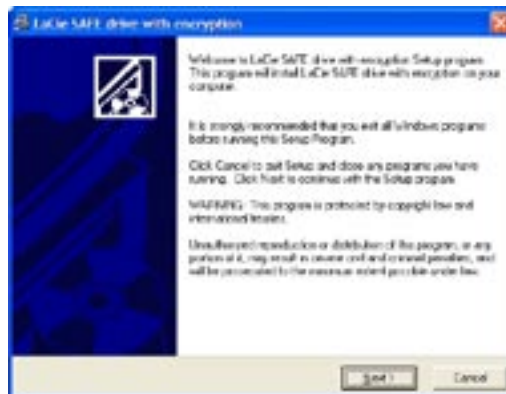 LaCie SAFE drive with encryption
Welcome to LaCie SAFE drive with encryption Setup program.
This program will install LaCie SAFE drive with encryption on your
computer.
It is strongly recommended that you exit all Windows programs
before running this Setup Program.
Click Cancel to quit Setup and close any programs you have
running. Click Next to continue with the Setup program.
WARNING: This program is protected by copyright law and
international treaties.
Unauthorized reproduction or distribution of this program, or any
portion of it, may result in severe civil and criminal penalties, and
will be prosecuted to the maximum extent possible under law.
Next >
Cancel